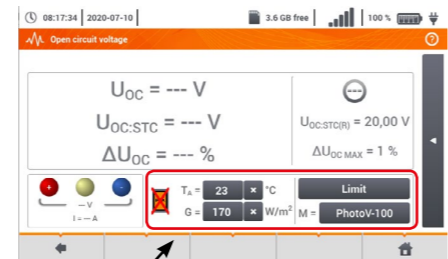 08:17:34 2020-07-10 3.6 GB free 100 %
Open circuit voltage ?
UOC = --- V
UOC:STC = --- V UOC:STC(R) = 20,00 V
ΔUOC = --- % ΔUOC MAX = 1 %
+ -
--- V
I = --- A
TA = 23 × °C Limit
G = 170 × W/m² M = PhotoV-100